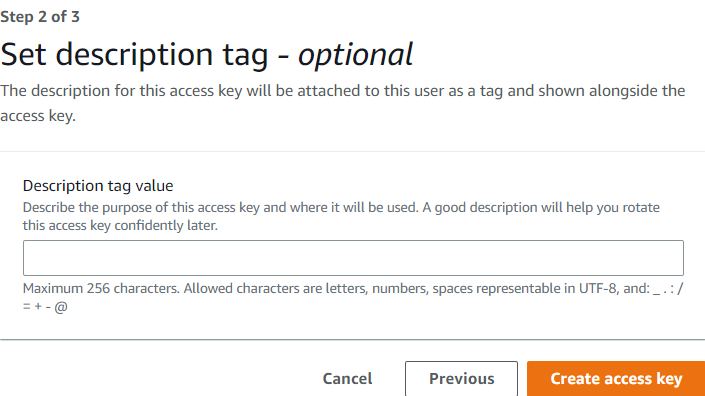 Step 2 of 3
Set description tag - optional
The description for this access key will be attached to this user as a tag and shown alongside the
access key.
Description tag value
Describe the purpose of this access key and where it will be used. A good description will help you rotate
this access key confidently later.
Maximum 256 characters. Allowed characters are letters, numbers, spaces representable in UTF-8, and: _ . : /
= + - @
Cancel
Previous
Create access key